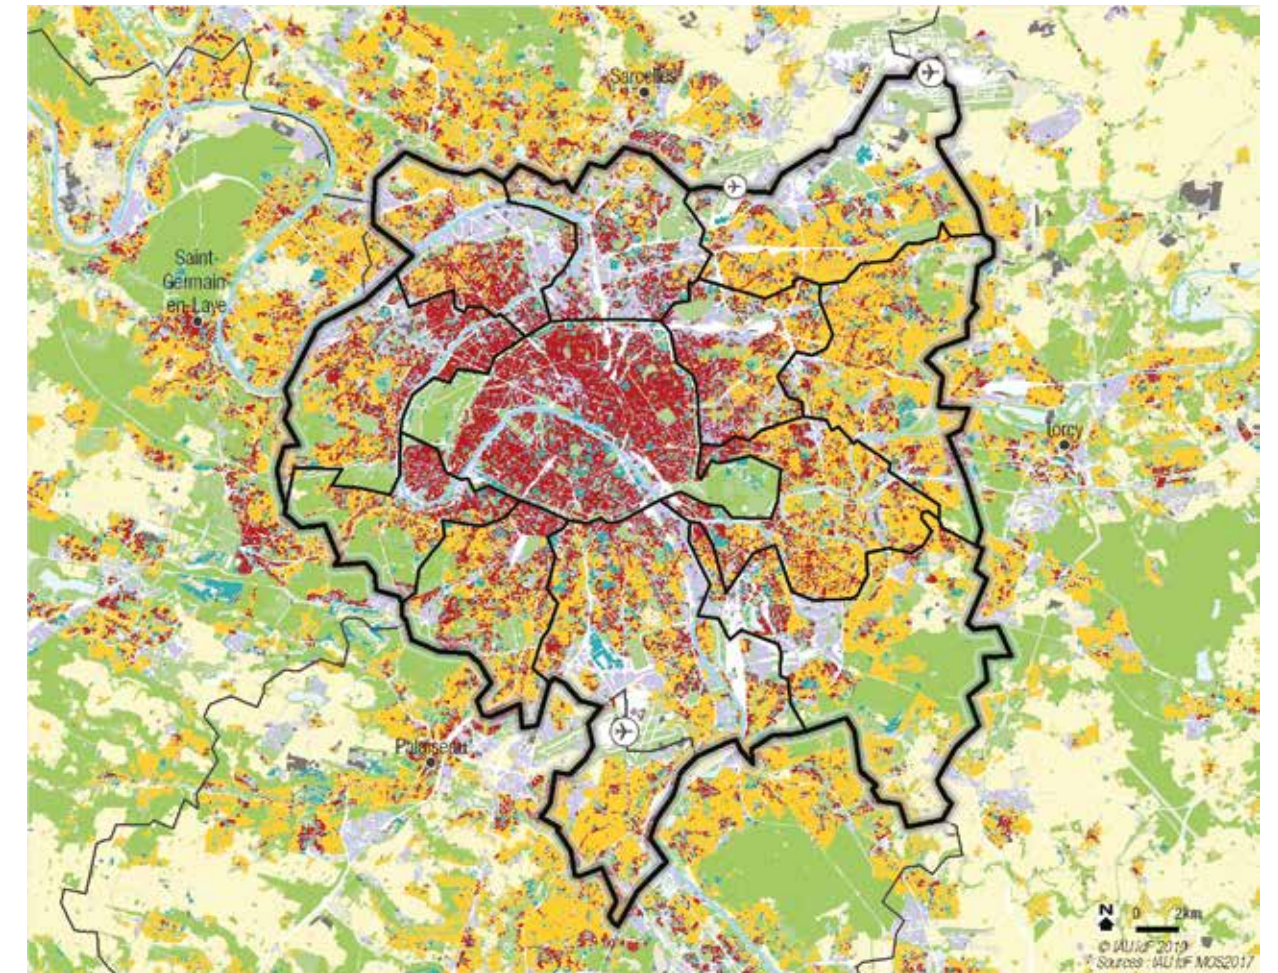 Sarcelles
Saint-
Germain
en-Laye
Torcy
Palaiseau
N 0 2km
© IAU îdF 2019
Sources : IAU îdF MOS2017